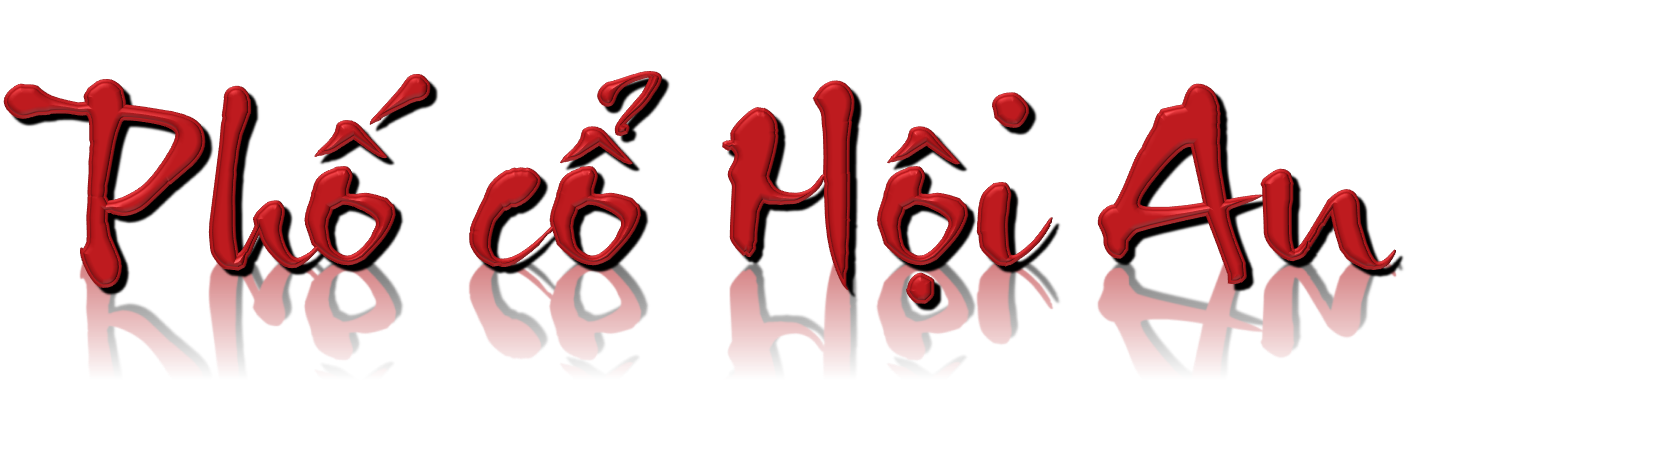 Phố cổ Hội An